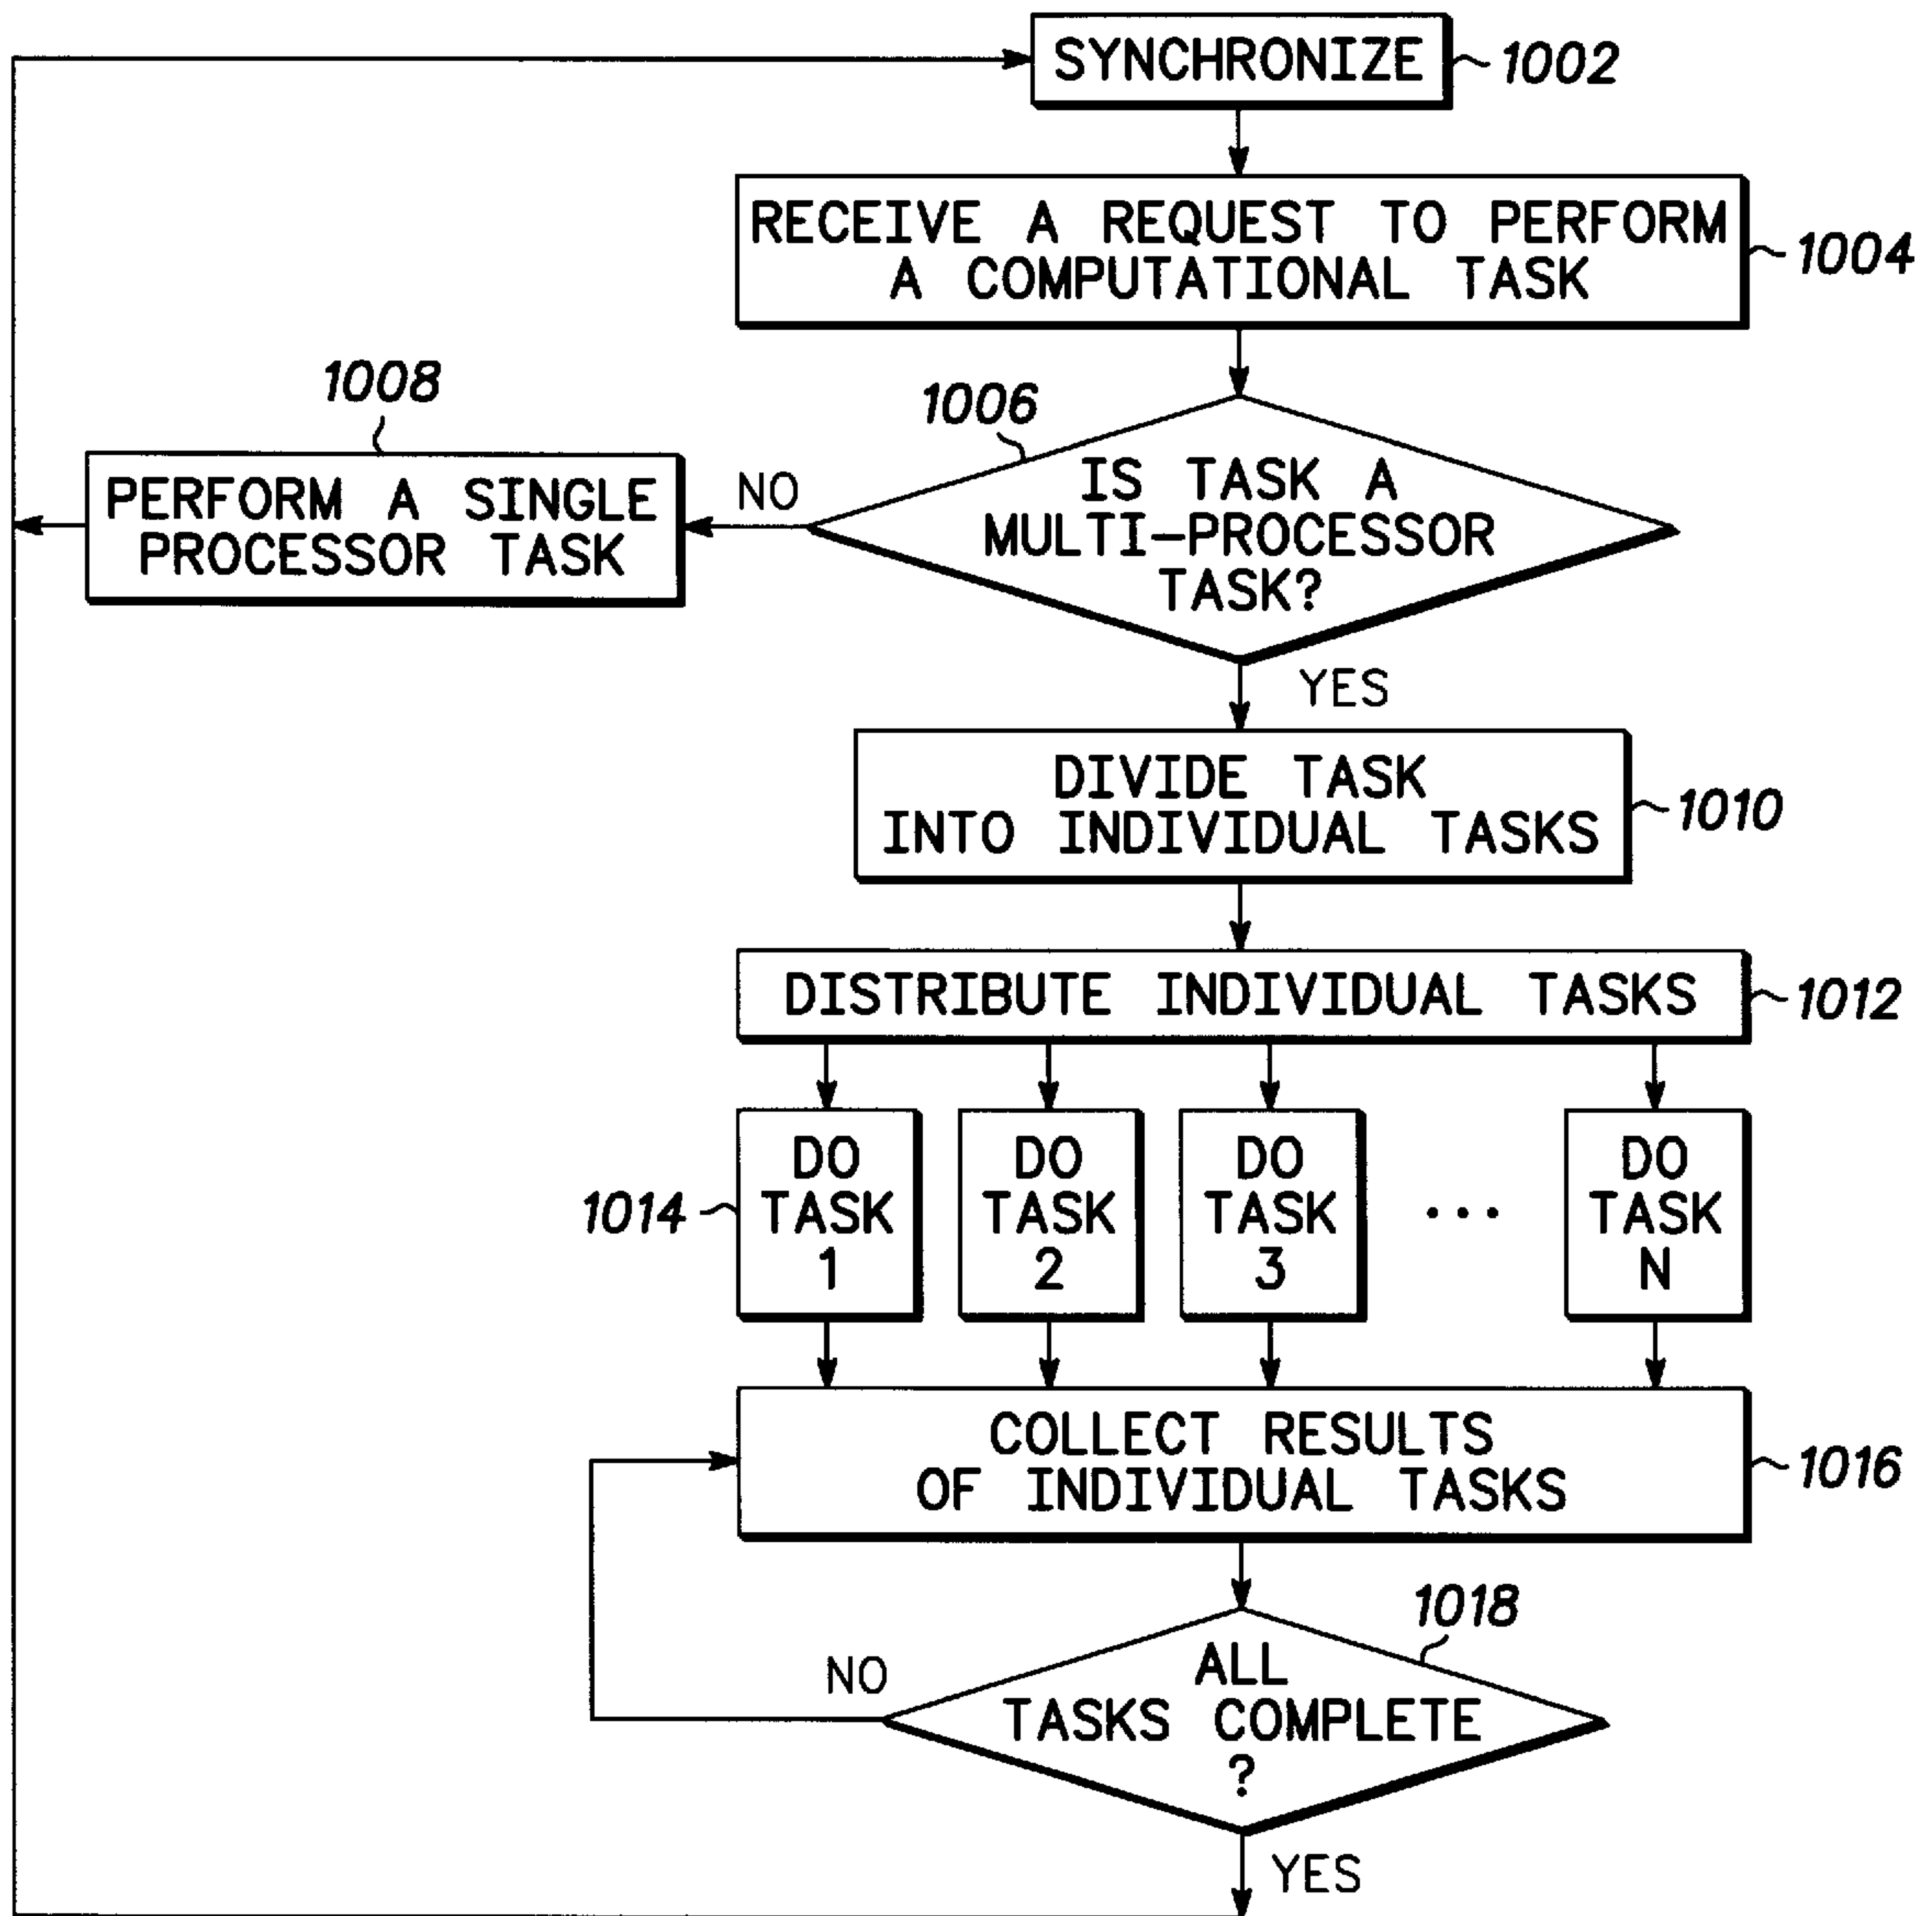 SYNCHRONIZE
1002
RECEIVE A REQUEST TO PERFORM
A COMPUTATIONAL TASK
1004
1006
IS TASK A
MULTI-PROCESSOR
TASK?
NO
1008
PERFORM A SINGLE
PROCESSOR TASK
YES
DIVIDE TASK
INTO INDIVIDUAL TASKS
1010
DISTRIBUTE INDIVIDUAL TASKS
1012
1014
DO
TASK
1
DO
TASK
2
DO
TASK
3
...
DO
TASK
N
COLLECT RESULTS
OF INDIVIDUAL TASKS
1016
1018
ALL
TASKS COMPLETE
?
NO
YES